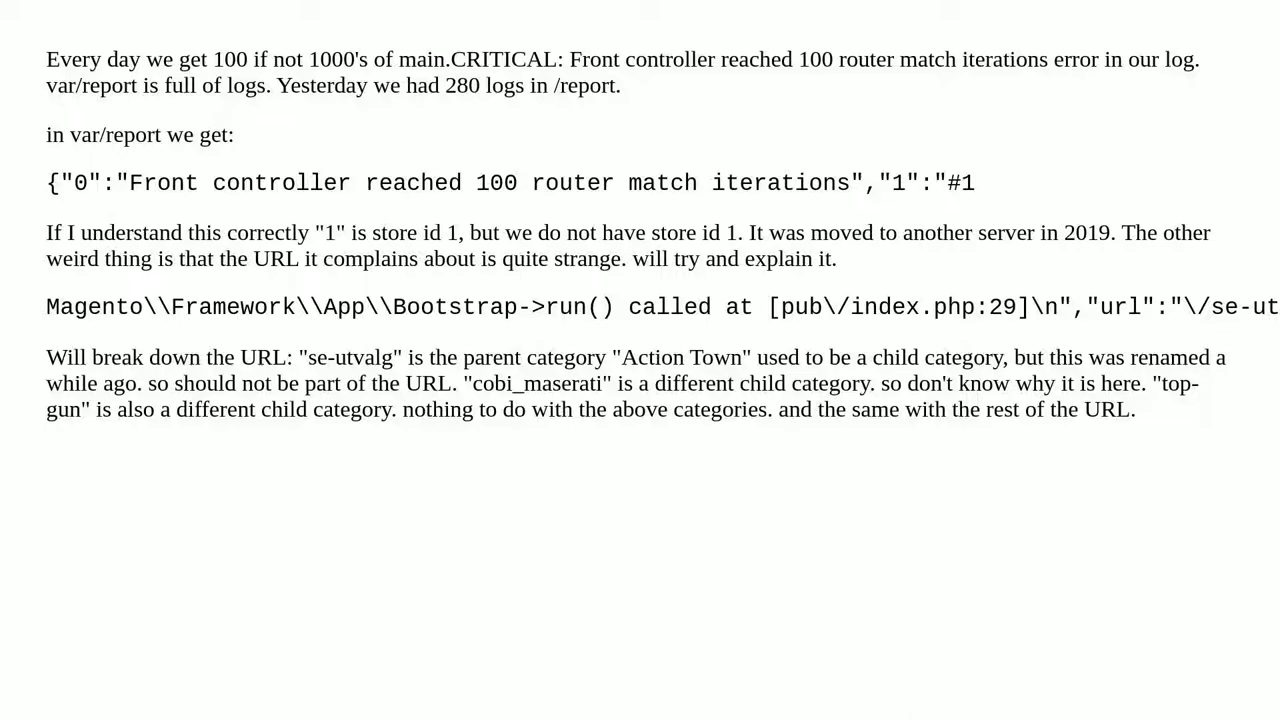 Every day we get 100 if not 1000's of main.CRITICAL: Front controller reached 100 router match iterations error in our log.
var/report is full of logs. Yesterday we had 280 logs in /report.
in var/report we get:
{"0":"Front controller reached 100 router match iterations","1":"#1
If I understand this correctly "1" is store id 1, but we do not have store id 1. It was moved to another server in 2019. The other
weird thing is that the URL it complains about is quite strange. will try and explain it.
Magento\\Framework\\App\\Bootstrap->run() called at [pub\/index.php:29]\n","url":"\/se-ut
Will break down the URL: "se-utvalg" is the parent category "Action Town" used to be a child category, but this was renamed a
while ago. so should not be part of the URL. "cobi_maserati" is a different child category. so don't know why it is here. "top-
gun" is also a different child category. nothing to do with the above categories. and the same with the rest of the URL.